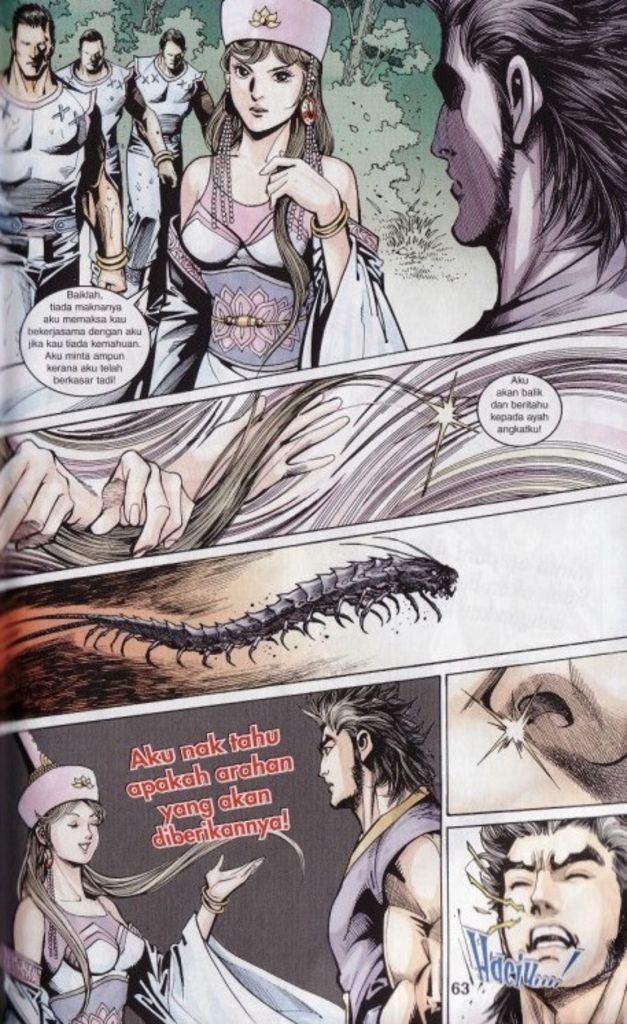 Baiklah,
tiada maknanya
aku memaksa kau
bekerjasama dengan aku
jika kau tiada kemahuan.
Aku minta ampun
kerana aku telah
berkasar tadi!
Aku
akan balik
dan beritahu
kepada ayah
angkatku!
Aku nak tahu
apakah arahan
yang akan
diberikannya!
Haciu....!
63